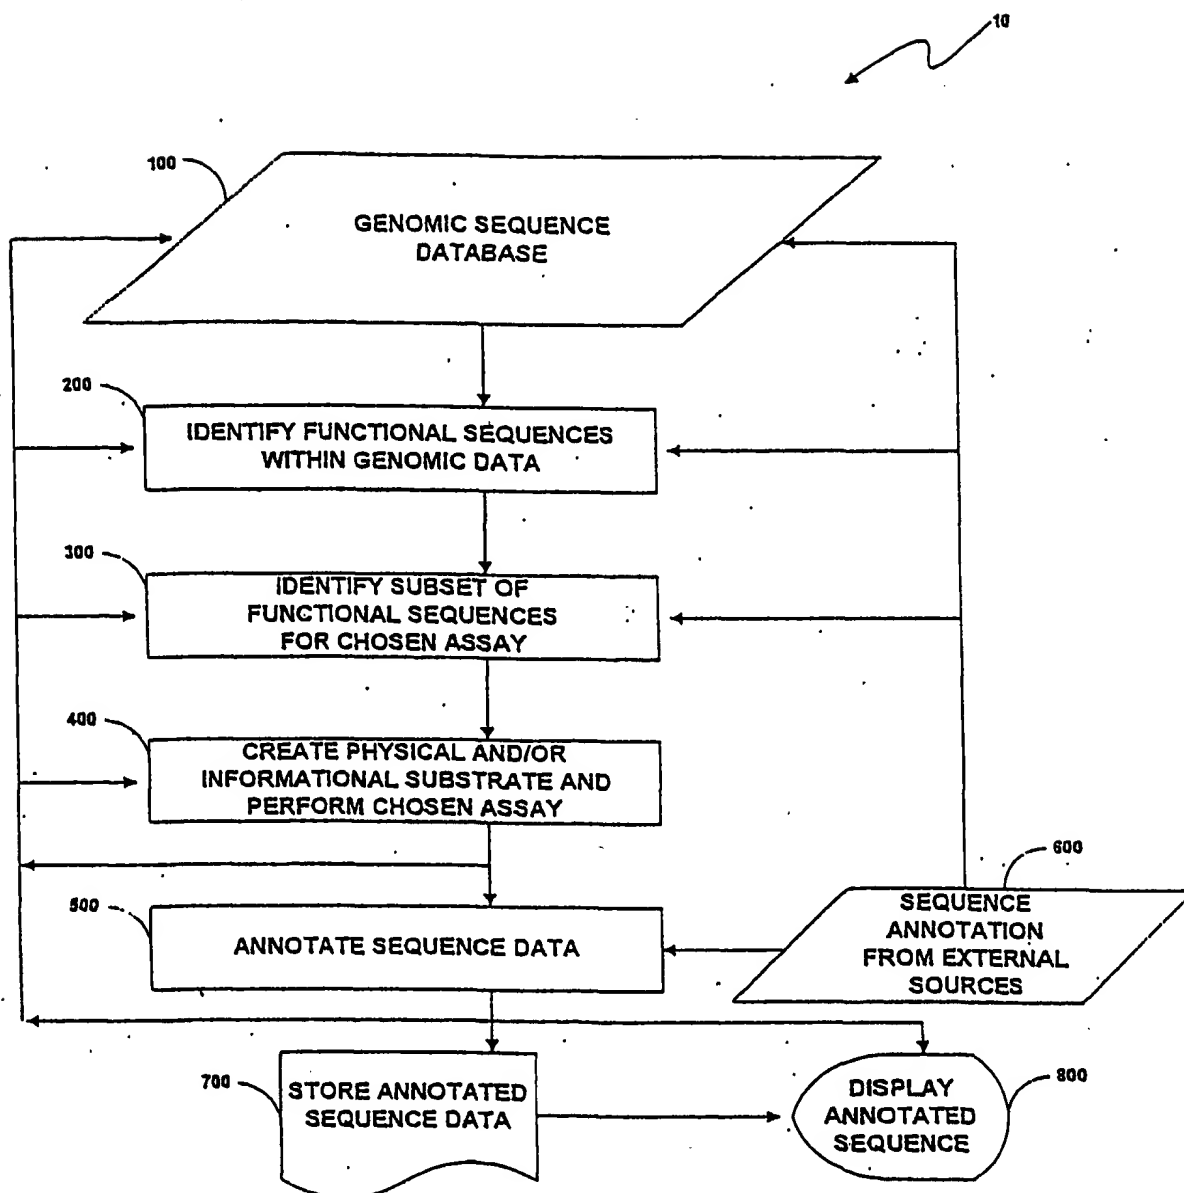 10
100
GENOMIC SEQUENCE
DATABASE
200
IDENTIFY FUNCTIONAL SEQUENCES
WITHIN GENOMIC DATA
300
IDENTIFY SUBSET OF
FUNCTIONAL SEQUENCES
FOR CHOSEN ASSAY
400
CREATE PHYSICAL AND/OR
INFORMATIONAL SUBSTRATE AND
PERFORM CHOSEN ASSAY
600
500
ANNOTATE SEQUENCE DATA
SEQUENCE
ANNOTATION
FROM EXTERNAL
SOURCES
700
STORE ANNOTATED
SEQUENCE DATA
800
DISPLAY
ANNOTATED
SEQUENCE